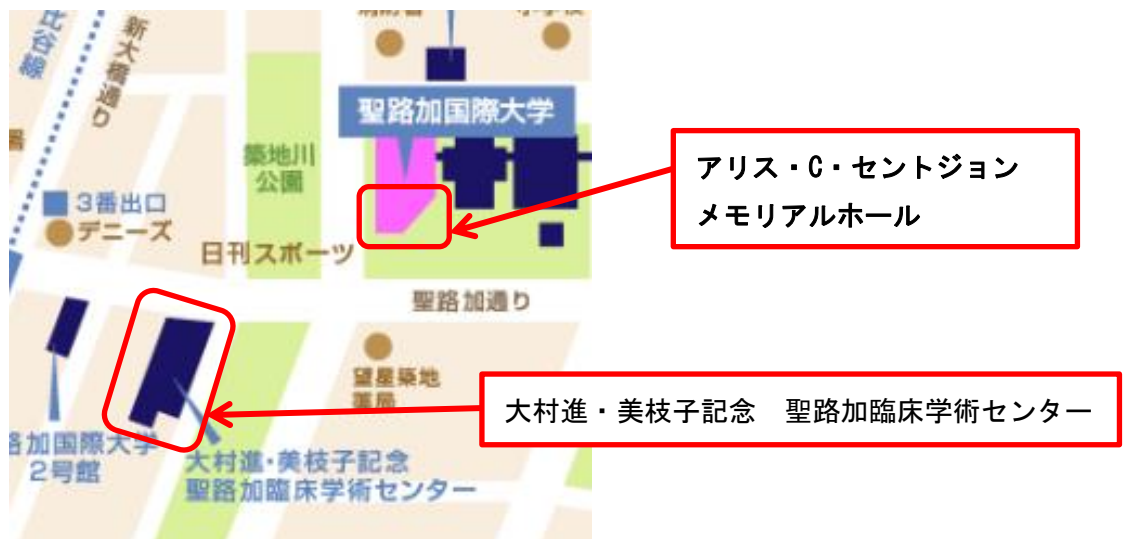 比谷線
新大橋通り
聖路加国際大学
築地川
公園
3番出口
デニーズ
日刊スポーツ
聖路加通り
望星築地
薬局
路加国際大学
2号館
大村進・美枝子記念
聖路加臨床学術センター
アリス・C・セントジョン
メモリアルホール
大村進・美枝子記念　聖路加臨床学術センター